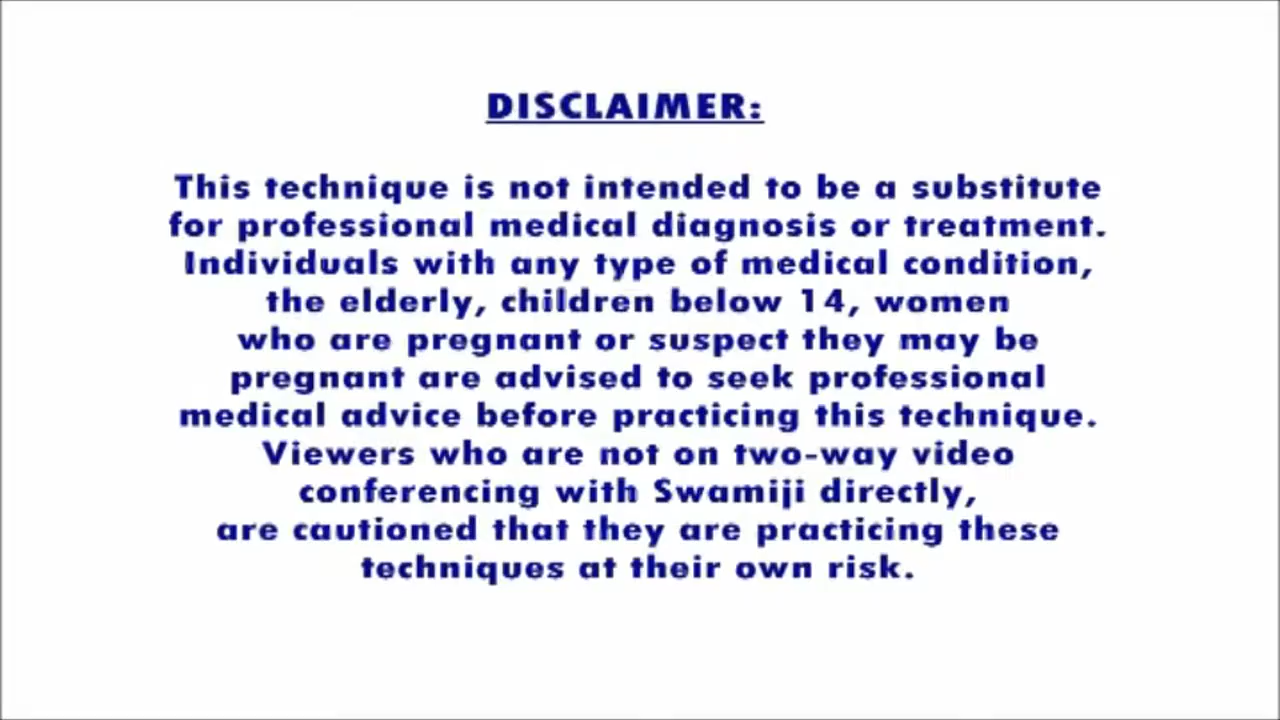 DISCLAIMER:
This technique is not intended to be a substitute
for professional medical diagnosis or treatment.
Individuals with any type of medical condition,
the elderly, children below 14, women
who are pregnant or suspect they may be
pregnant are advised to seek professional
medical advice before practicing this technique.
Viewers who are not on two-way video
conferencing with Swamiji directly,
are cautioned that they are practicing these
techniques at their own risk.